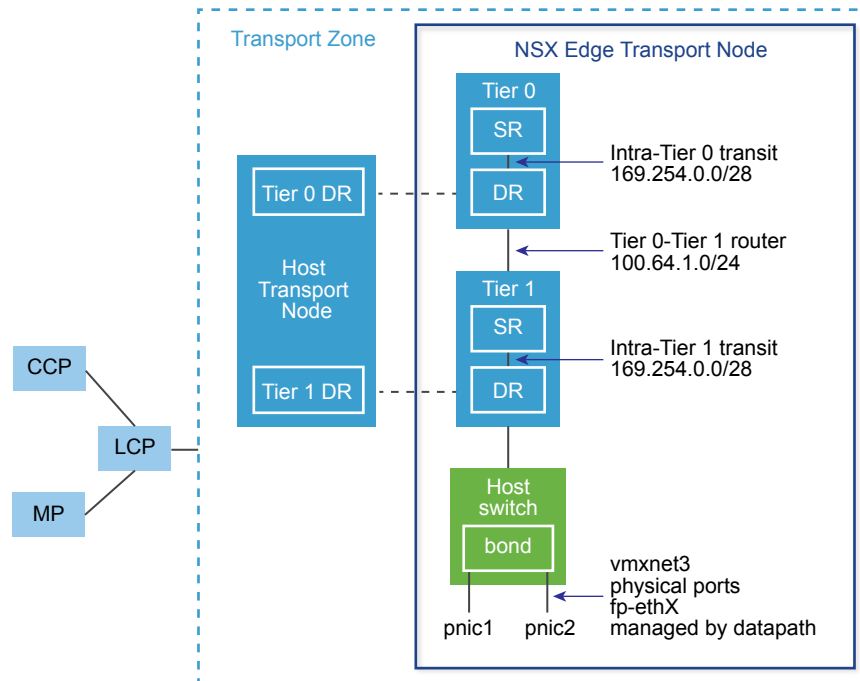 Transport Zone
NSX Edge Transport Node
Tier 0
SR
Intra-Tier 0 transit
169.254.0.0/28
DR
Tier 0 DR
Tier 0-Tier 1 router
100.64.1.0/24
Host
Transport
Node
Tier 1
SR
Intra-Tier 1 transit
169.254.0.0/28
DR
Tier 1 DR
CCP
LCP
MP
Host
switch
bond
vmxnet3
physical ports
fp-ethX
managed by datapath
pnic1
pnic2